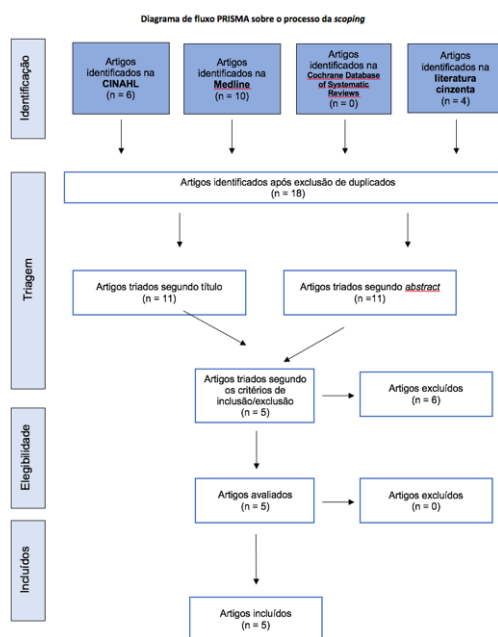 Diagrama de fluxo PRISMA sobre o processo da scoping
Identificação
Artigos
identificados na
CINAHL
(n = 6)
Artigos
identificados na
Medline
(n = 10)
Artigos
identificados na
Cochrane Database
of Systematic
Reviews
(n = 0)
Artigos
identificados na
literatura
cinzenta
(n = 4)
Triagem
Artigos identificados após exclusão de duplicados
(n = 18)
Artigos triados segundo título
(n = 11)
Artigos triados segundo abstract
(n =11)
Artigos triados segundo
os critérios de
inclusão/exclusão
(n = 5)
Artigos excluídos
(n = 6)
Elegibilidade
Artigos avaliados
(n = 5)
Artigos excluídos
(n = 0)
Incluídos
Artigos incluídos
(n = 5)